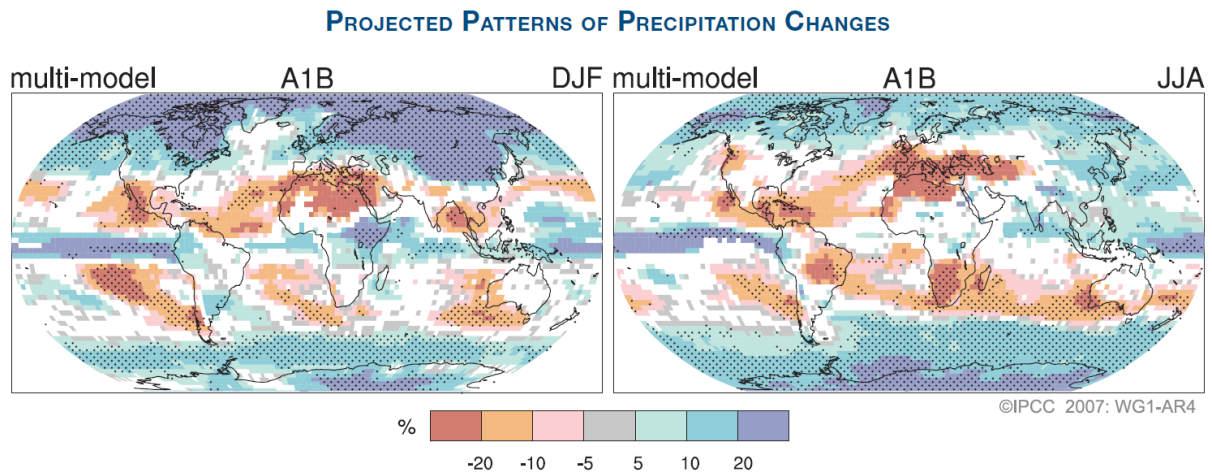 PROJECTED PATTERNS OF PRECIPITATION CHANGES
multi-model A1B DJF
multi-model A1B JJA
©IPCC 2007: WG1-AR4
%
-20 -10 -5 5 10 20